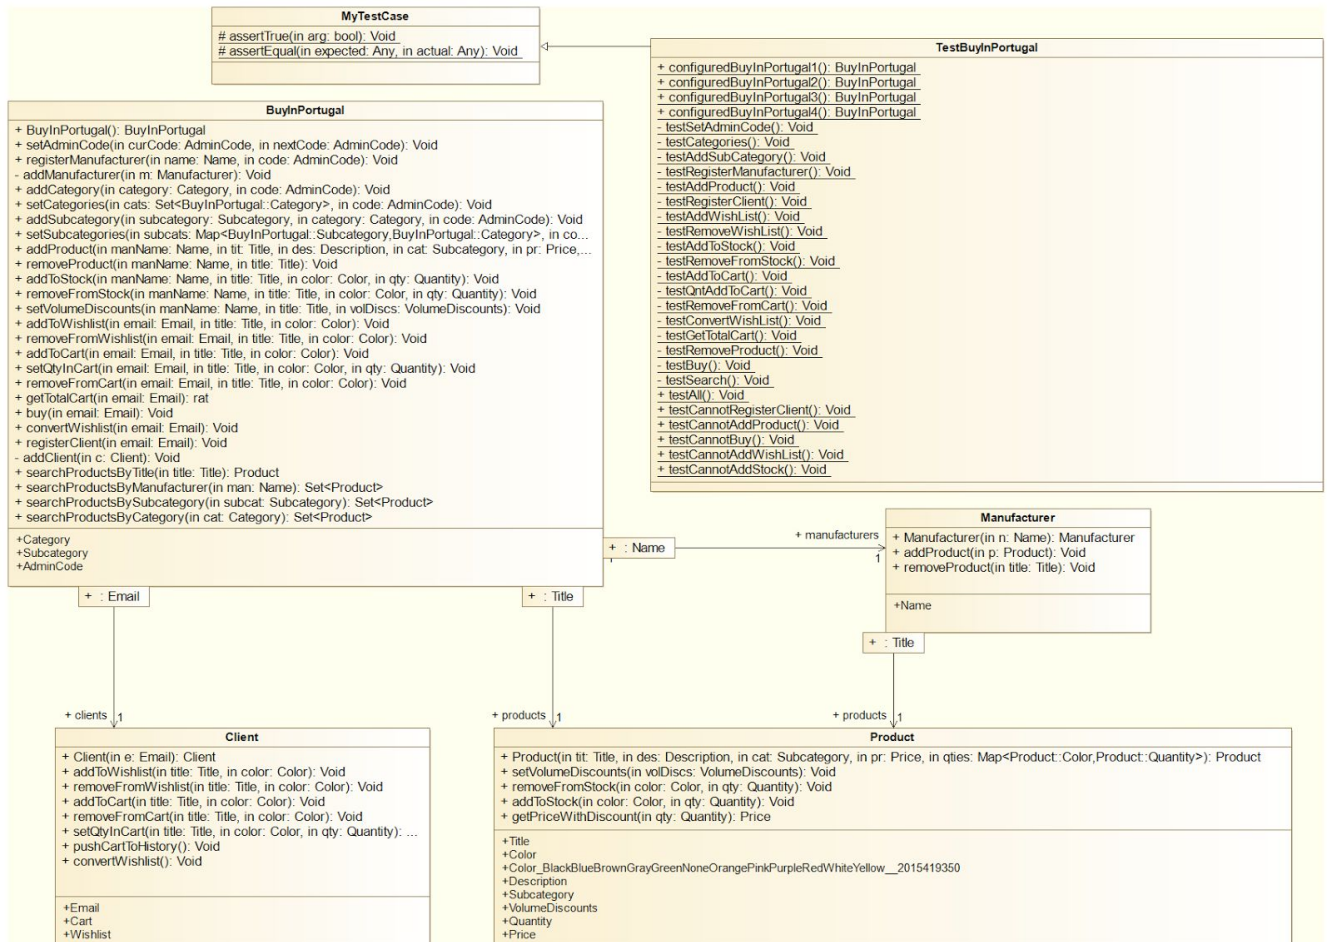 MyTestCase
# assertTrue(in arg: bool): Void
# assertEqual(in expected: Any, in actual: Any): Void
TestBuyInPortugal
+ configuredBuyInPortugal1(): BuyInPortugal
+ configuredBuyInPortugal2(): BuyInPortugal
+ configuredBuyInPortugal3(): BuyInPortugal
+ configuredBuyInPortugal4(): BuyInPortugal
- testSetAdminCode(): Void
- testCategories(): Void
- testAddSubCategory(): Void
- testRegisterManufacturer(): Void
- testAddProduct(): Void
- testRegisterClient(): Void
- testAddWishList(): Void
- testRemoveWishList(): Void
- testAddToStock(): Void
- testRemoveFromStock(): Void
- testAddToCart(): Void
- testQntAddToCart(): Void
- testRemoveFromCart(): Void
- testConvertWishList(): Void
- testGetTotalCart(): Void
- testRemoveProduct(): Void
- testBuy(): Void
- testSearch(): Void
+ testAll(): Void
+ testCannotRegisterClient(): Void
+ testCannotAddProduct(): Void
+ testCannotBuy(): Void
+ testCannotAddWishList(): Void
+ testCannotAddStock(): Void
BuyInPortugal
+ BuyInPortugal(): BuyInPortugal
+ setAdminCode(in curCode: AdminCode, in nextCode: AdminCode): Void
+ registerManufacturer(in name: Name, in code: AdminCode): Void
- addManufacturer(in m: Manufacturer): Void
+ addCategory(in category: Category, in code: AdminCode): Void
+ setCategories(in cats: Set<BuyInPortugal::Category>, in code: AdminCode): Void
+ addSubcategory(in subcategory: Subcategory, in category: Category, in code: AdminCode): Void
+ setSubcategories(in subcats: Map<BuyInPortugal::Subcategory,BuyInPortugal::Category>, in co...
+ addProduct(in manName: Name, in tit: Title, in des: Description, in cat: Subcategory, in pr: Price,...
+ removeProduct(in manName: Name, in title: Title): Void
+ addToStock(in manName: Name, in title: Title, in color: Color, in qty: Quantity): Void
+ removeFromStock(in manName: Name, in title: Title, in color: Color, in qty: Quantity): Void
+ setVolumeDiscounts(in manName: Name, in title: Title, in volDiscs: VolumeDiscounts): Void
+ addToWishlist(in email: Email, in title: Title, in color: Color): Void
+ removeFromWishlist(in email: Email, in title: Title, in color: Color): Void
+ addToCart(in email: Email, in title: Title, in color: Color): Void
+ setQtyInCart(in email: Email, in title: Title, in color: Color, in qty: Quantity): Void
+ removeFromCart(in email: Email, in title: Title, in color: Color): Void
+ getTotalCart(in email: Email): rat
+ buy(in email: Email): Void
+ convertWishlist(in email: Email): Void
+ registerClient(in email: Email): Void
- addClient(in c: Client): Void
+ searchProductsByTitle(in title: Title): Product
+ searchProductsByManufacturer(in man: Name): Set<Product>
+ searchProductsBySubcategory(in subcat: Subcategory): Set<Product>
+ searchProductsByCategory(in cat: Category): Set<Product>
+Category
+Subcategory
+AdminCode
+ : Name
+ manufacturers
1
Manufacturer
+ Manufacturer(in n: Name): Manufacturer
+ addProduct(in p: Product): Void
+ removeProduct(in title: Title): Void
+Name
+ : Email
+ : Title
+ : Title
+ clients
1
+ products
1
+ products
1
Client
+ Client(in e: Email): Client
+ addToWishlist(in title: Title, in color: Color): Void
+ removeFromWishlist(in title: Title, in color: Color): Void
+ addToCart(in title: Title, in color: Color): Void
+ removeFromCart(in title: Title, in color: Color): Void
+ setQtyInCart(in title: Title, in color: Color, in qty: Quantity): ...
+ pushCartToHistory(): Void
+ convertWishlist(): Void
+Email
+Cart
+Wishlist
Product
+ Product(in tit: Title, in des: Description, in cat: Subcategory, in pr: Price, in qties: Map<Product::Color,Product::Quantity>): Product
+ setVolumeDiscounts(in volDiscs: VolumeDiscounts): Void
+ removeFromStock(in color: Color, in qty: Quantity): Void
+ addToStock(in color: Color, in qty: Quantity): Void
+ getPriceWithDiscount(in qty: Quantity): Price
+Title
+Color
+Color_BlackBlueBrownGrayGreenNoneOrangePinkPurpleRedWhiteYellow__2015419350
+Description
+Subcategory
+VolumeDiscounts
+Quantity
+Price